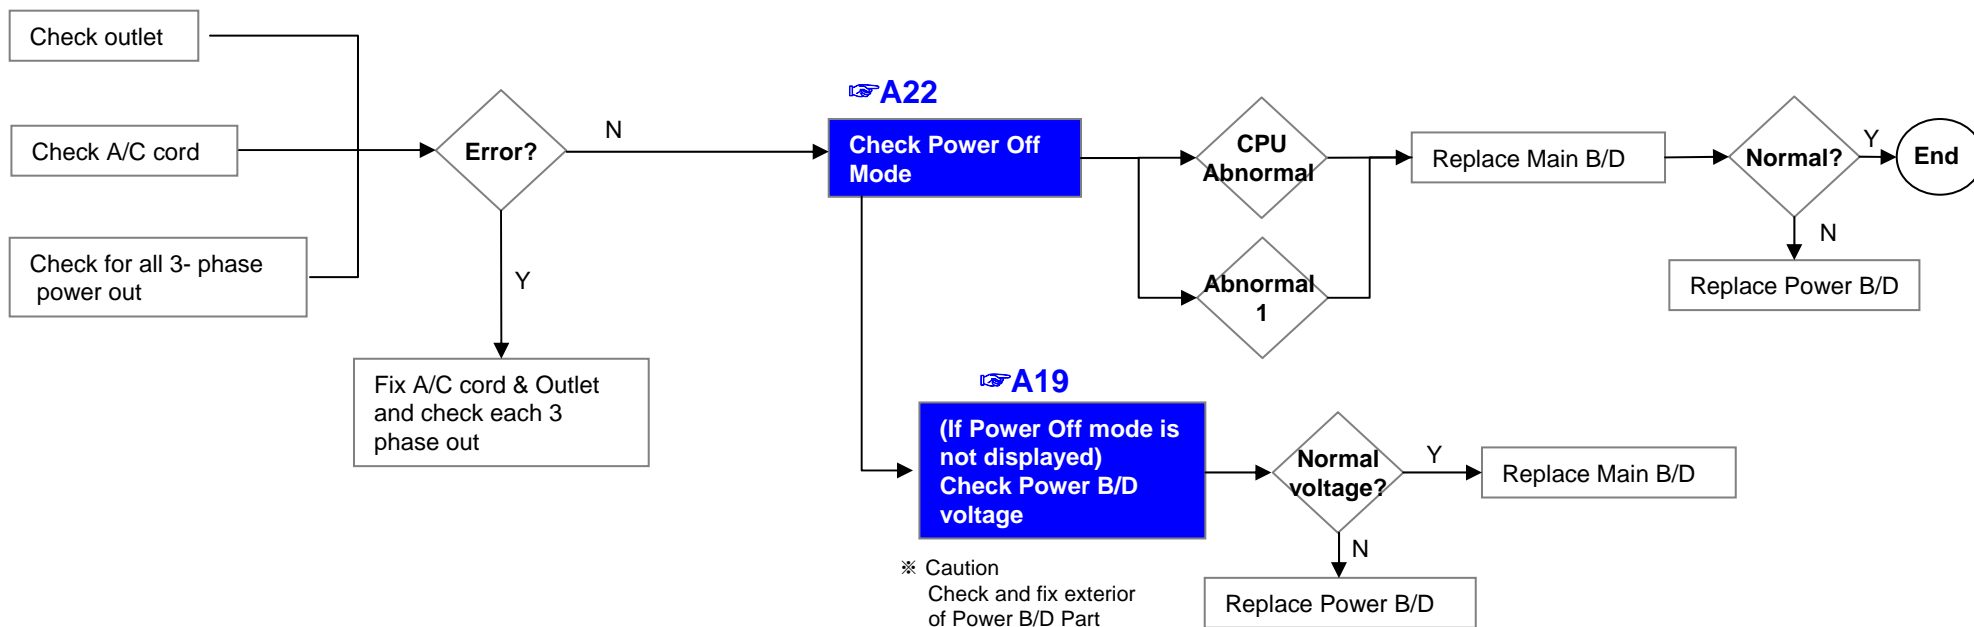 Check outlet
Check A/C cord
Check for all 3- phase
power out
Error?
N
Y
Fix A/C cord & Outlet
and check each 3
phase out
☞A22
Check Power Off
Mode
CPU
Abnormal
Abnormal
1
Replace Main B/D
Normal?
Y
End
N
Replace Power B/D
☞A19
(If Power Off mode is
not displayed)
Check Power B/D
voltage
※ Caution
Check and fix exterior
of Power B/D Part
Normal
voltage?
Y
Replace Main B/D
N
Replace Power B/D